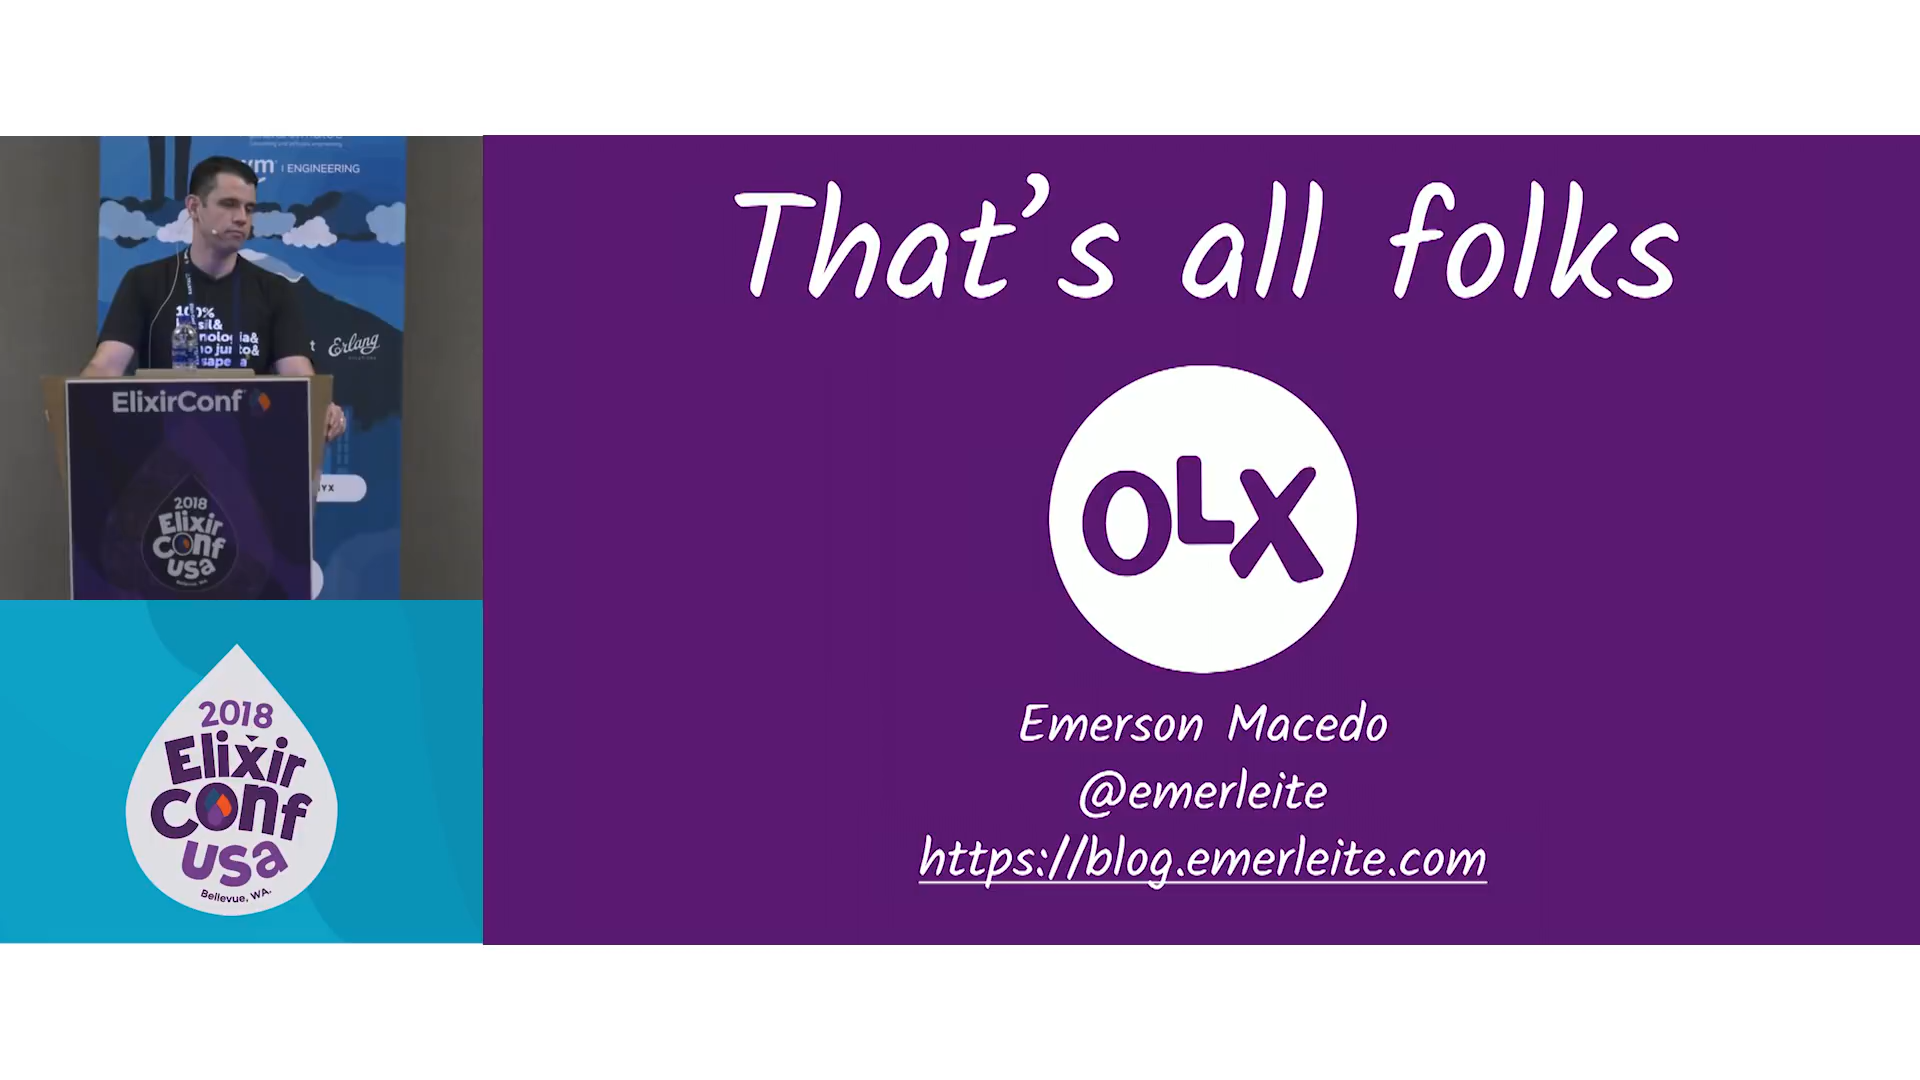 ENGINEERING
100%
Erlang
ElixirConf
2018
Elixir
conf
usa
2018
Elixir
conf
usa
Bellevue, WA.
That's all folks
OLX
Emerson Macedo
@emerleite
https://blog.emerleite.com